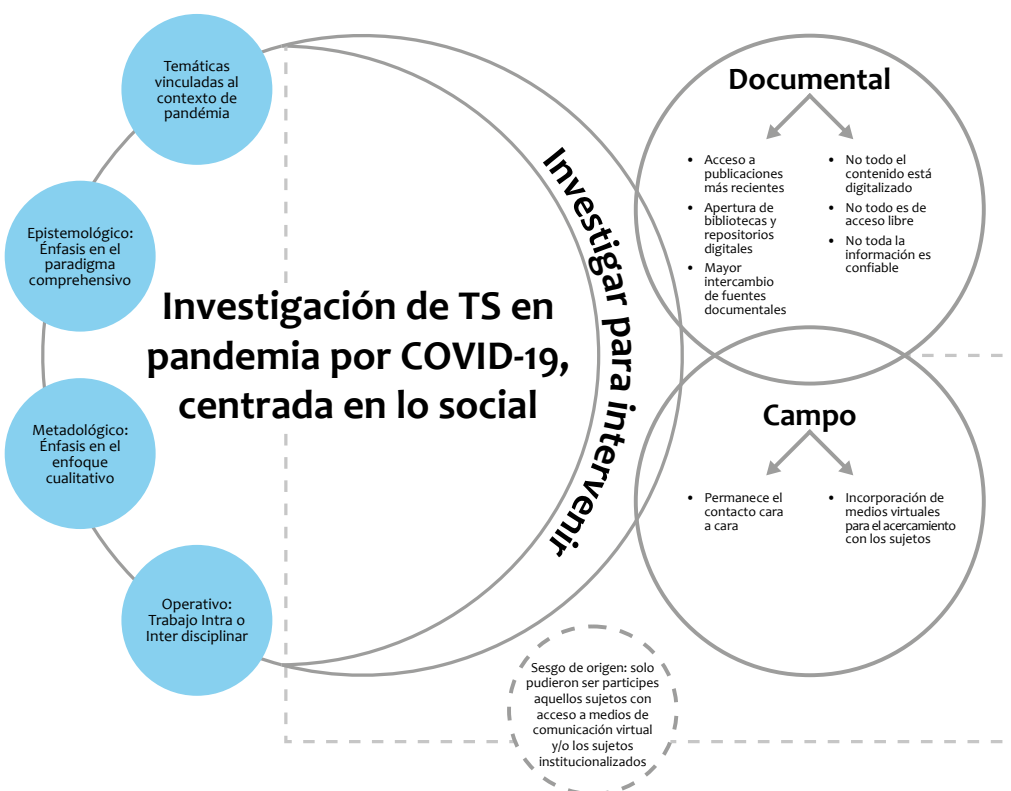 Temáticas
vinculadas al
contexto de
pandémia
Epistemológico:
Énfasis en el
paradigma
comprehensivo
Metadológico:
Énfasis en el
enfoque
cualitativo
Operativo:
Trabajo Intra o
Inter disciplinar
Investigación de TS en
pandemia por COVID-19,
centrada en lo social
Investigar para intervenir
Documental
• Acceso a
publicaciones
más recientes
• Apertura de
bibliotecas y
repositorios
digitales
• Mayor
intercambio
de fuentes
documentales
• No todo el
contenido está
digitalizado
• No todo es de
acceso libre
• No toda la
información es
confiable
Campo
• Permanece el
contacto cara
a cara
• Incorporación de
medios virtuales
para el acercamiento
con los sujetos
Sesgo de origen: solo
pudieron ser participes
aquellos sujetos con
acceso a medios de
comunicación virtual
y/o los sujetos
institucionalizados